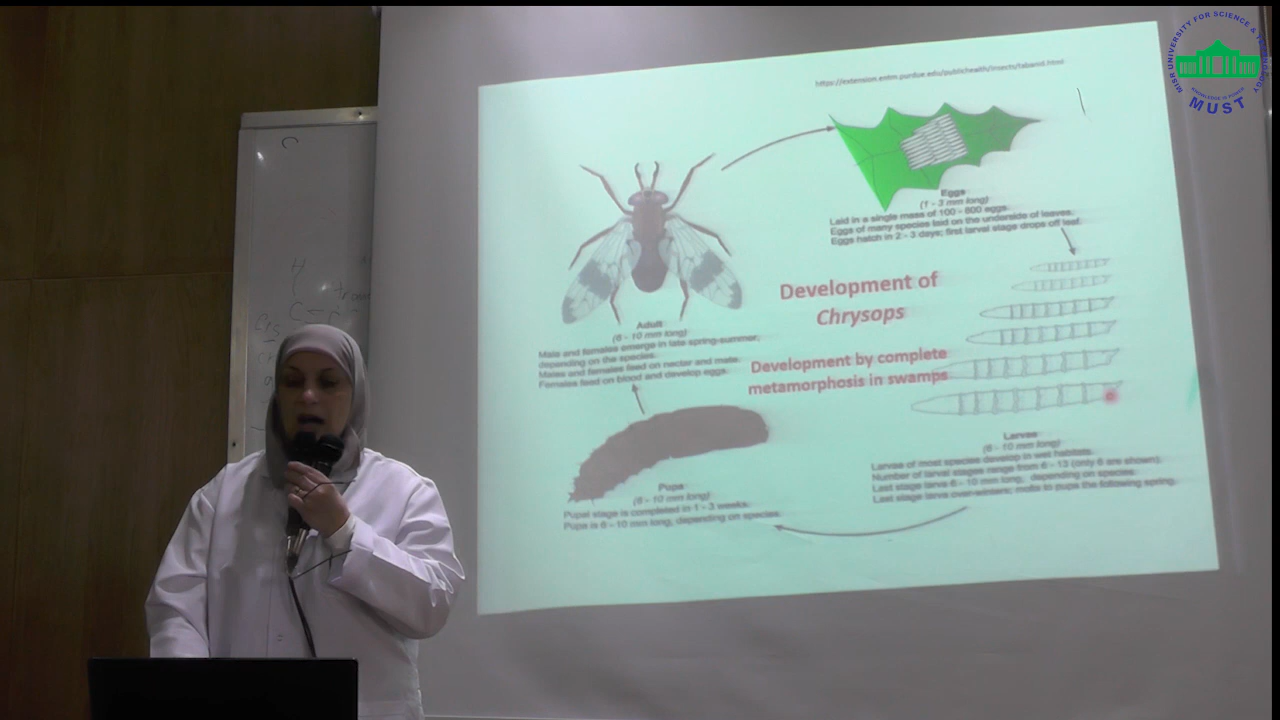 https://extension.entm.purdue.edu/publichealth/insects/tabanid.html
MISR UNIVERSITY FOR SCIENCE & TECHNOLOGY
KNOWLEDGE IS POWER
MUST
Eggs
(1 - 3 mm long)
Laid in a single mass of 100 - 800 eggs.
Eggs of many species laid on the underside of leaves.
Eggs hatch in 2 - 3 days; first larval stage drops off leaf.
Development of
Chrysops
Development by complete
metamorphosis in swamps
Adult
(6 - 10 mm long)
Male and females emerge in late spring-summer,
depending on the species.
Males and females feed on nectar and mate.
Females feed on blood and develop eggs.
Larvae
(6 - 10 mm long)
Larvae of most species develop in wet habitats.
Number of larval stages range from 6 - 13 (only 6 are shown).
Last stage larva 6 - 10 mm long, depending on species.
Last stage larva over-winters; molts to pupa the following spring.
Pupa
(6 - 10 mm long)
Pupal stage is completed in 1 - 3 weeks.
Pupa is 6 - 10 mm long, depending on species.